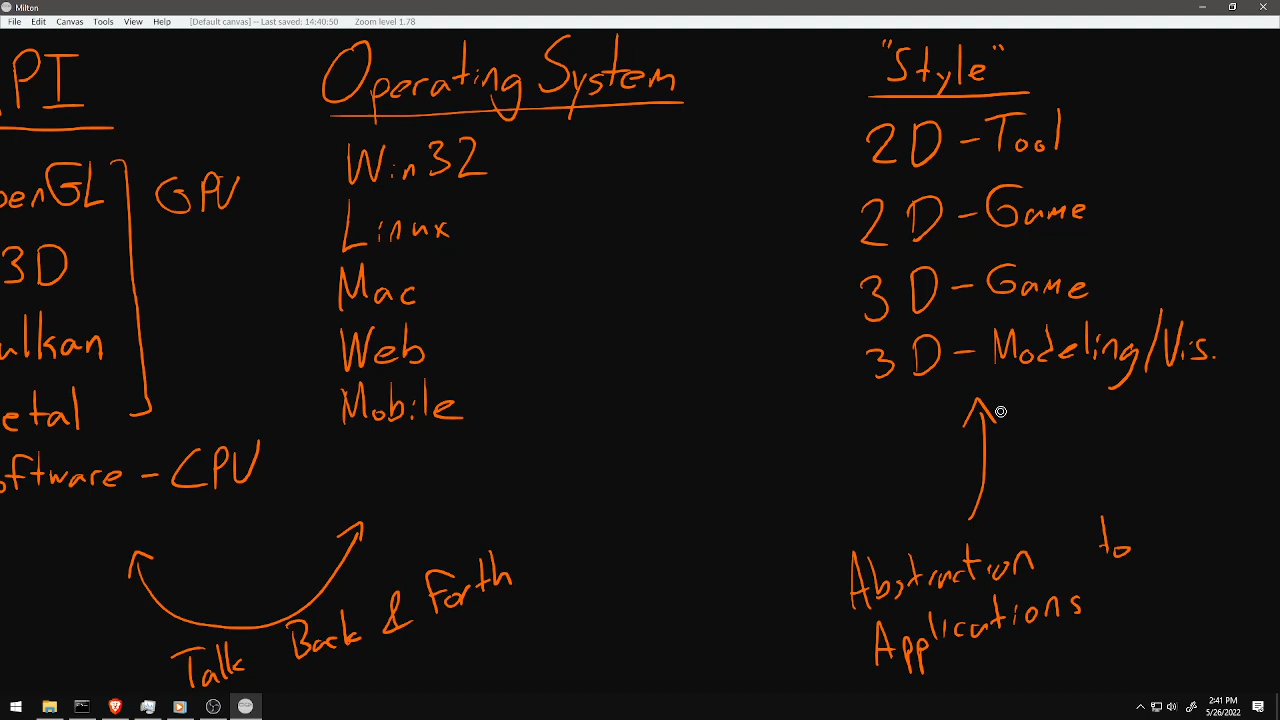 Milton
File Edit Canvas Tools View Help [Default canvas] -- Last saved: 14:40:50 Zoom level 1.78
PI
penGL
GPU
3D
ulkan
etal
oftware - CPU
Talk Back & Forth
Operating System
Win32
Linux
Mac
Web
Mobile
"Style"
2D - Tool
2D - Game
3D - Game
3D - Modeling/Vis.
Abstraction to
Applications
2:41 PM
5/26/2022